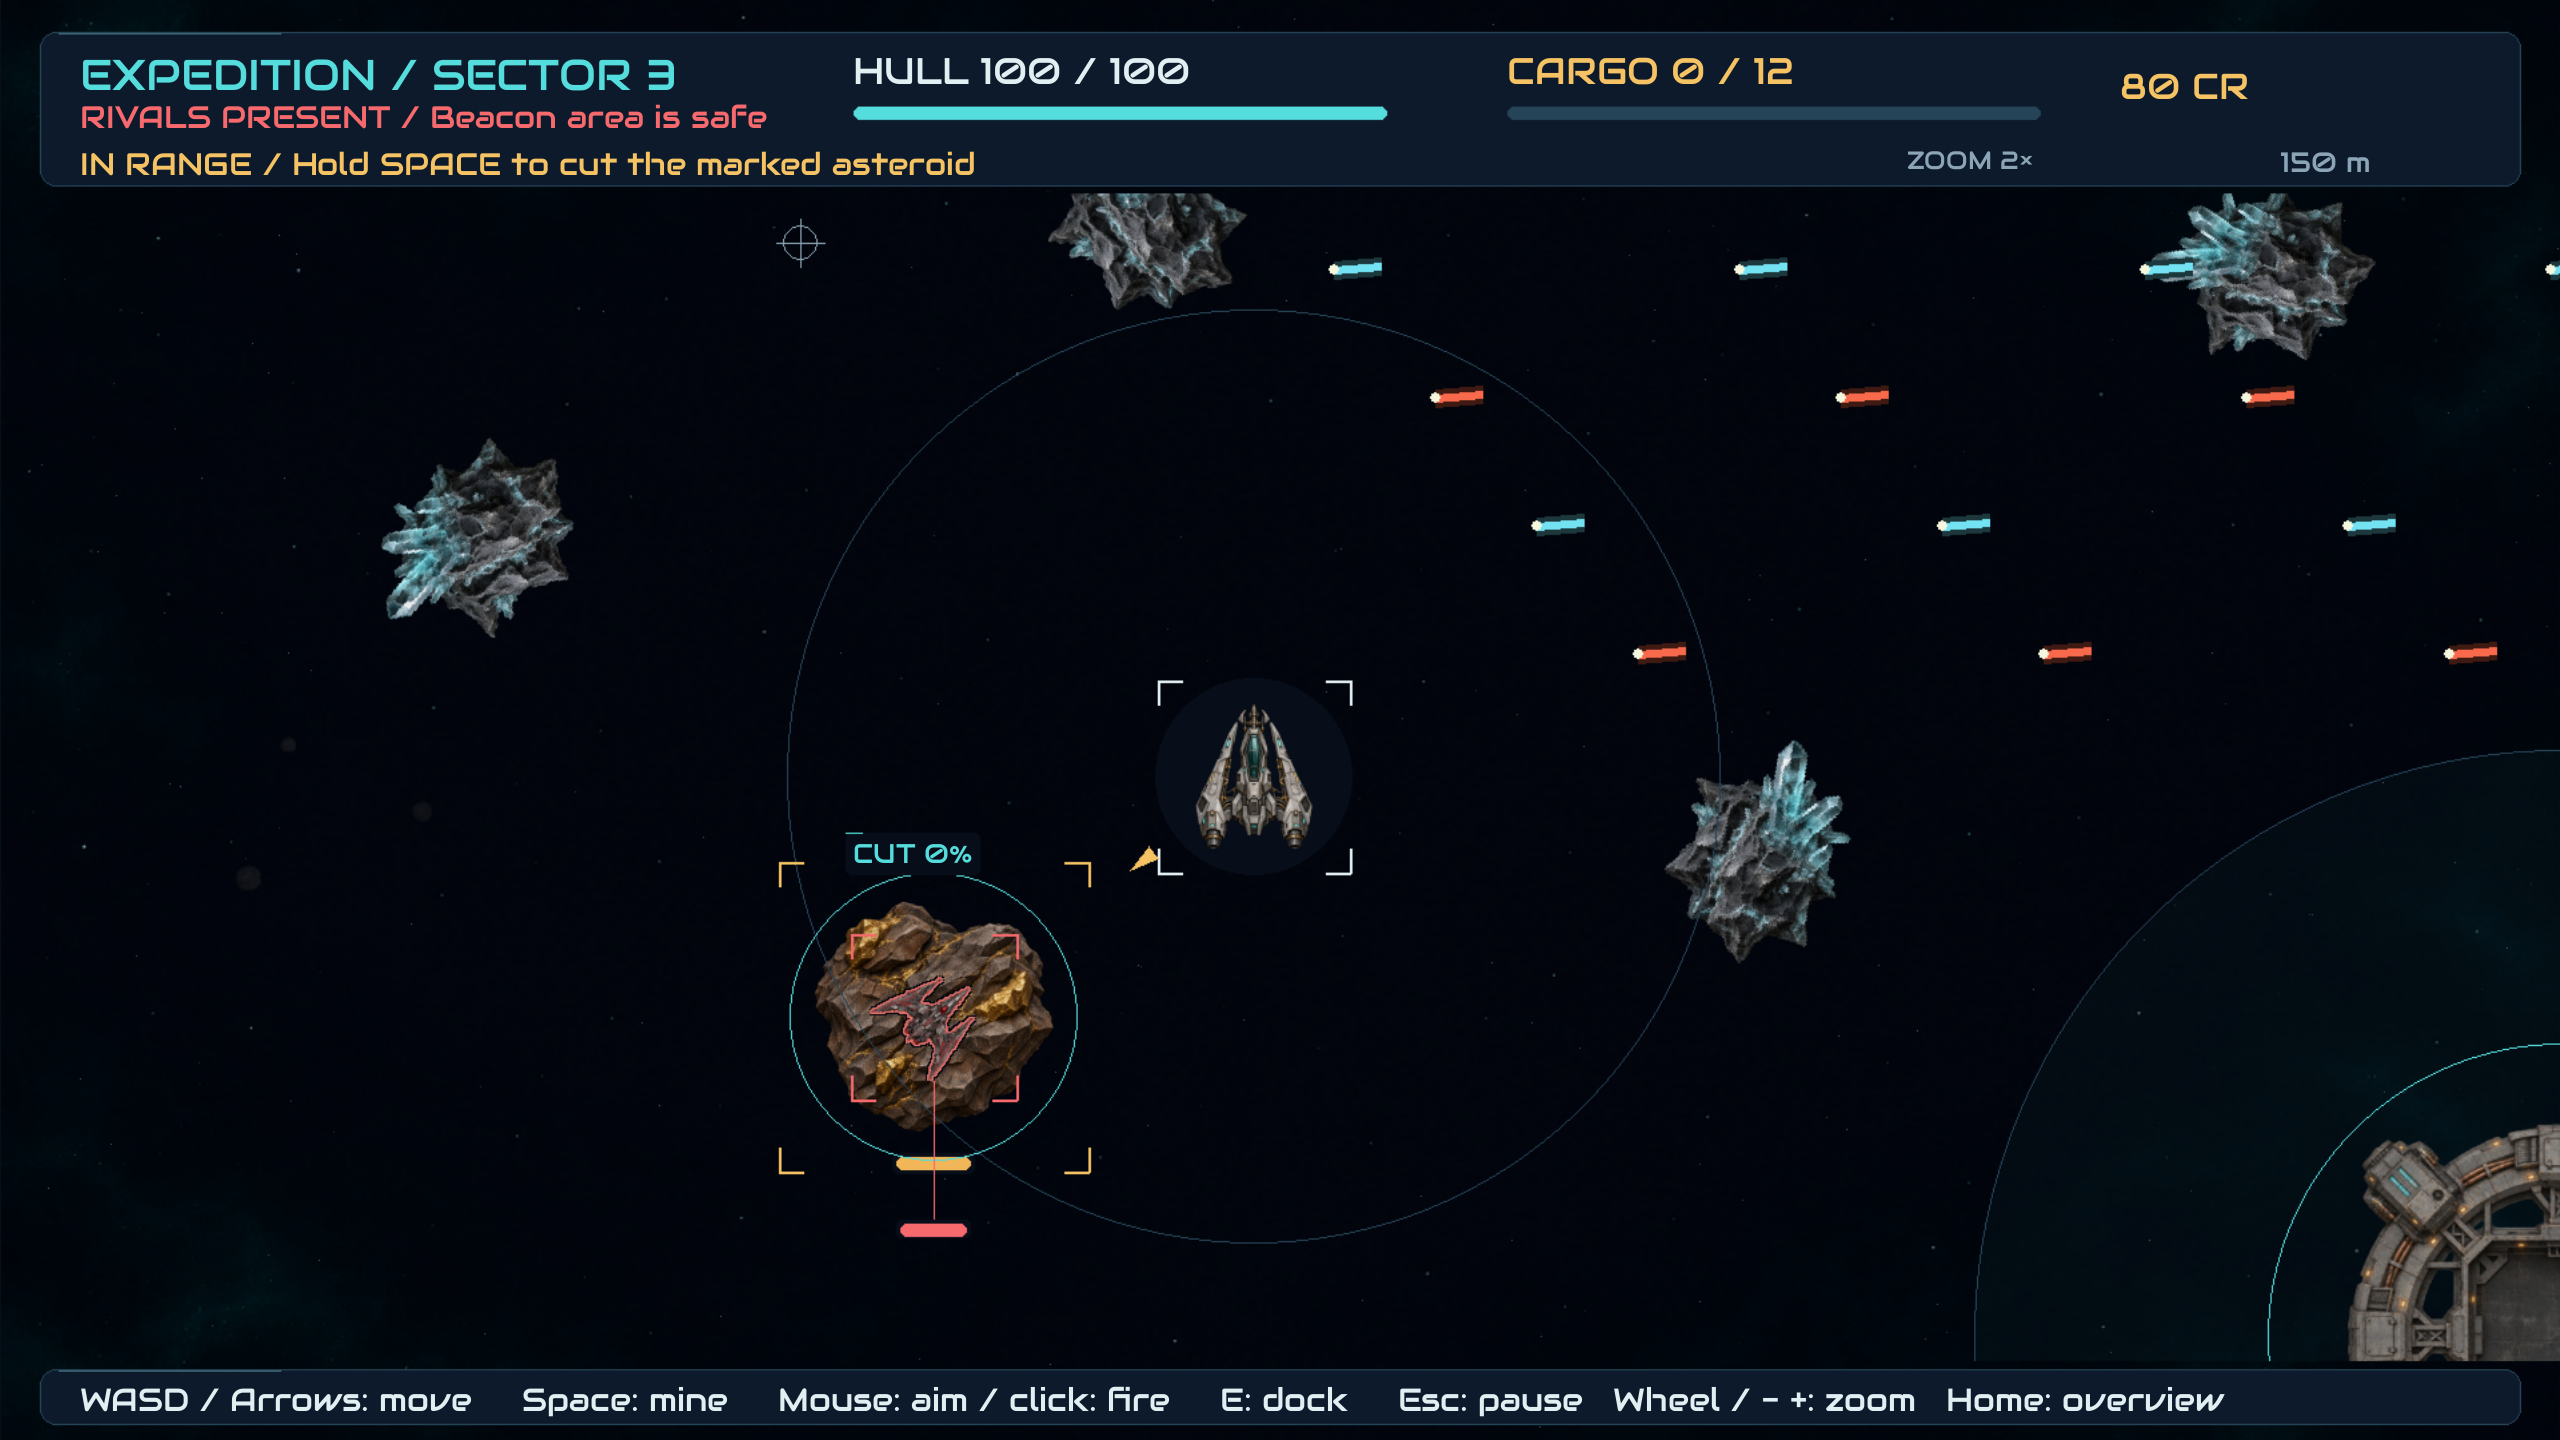 EXPEDITION / SECTOR 3
RIVALS PRESENT / Beacon area is safe
IN RANGE / Hold SPACE to cut the marked asteroid
HULL 100 / 100
CARGO 0 / 12
80 CR
ZOOM 2×
150 m
CUT 0%
WASD / Arrows: move Space: mine Mouse: aim / click: fire E: dock Esc: pause Wheel / - +: zoom Home: overview